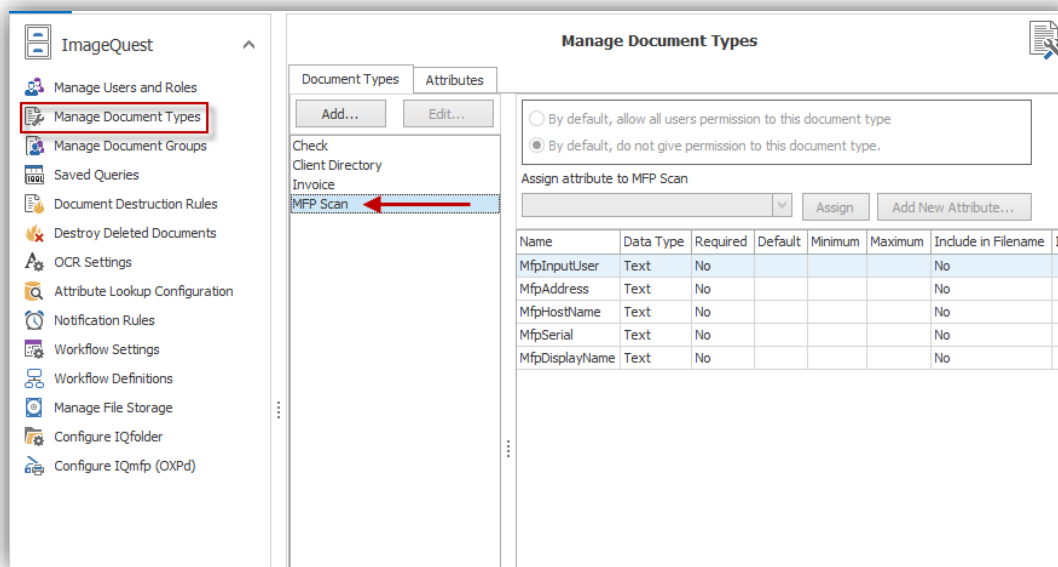 ImageQuest
Manage Users and Roles
Manage Document Types
Manage Document Groups
Saved Queries
Document Destruction Rules
Destroy Deleted Documents
OCR Settings
Attribute Lookup Configuration
Notification Rules
Workflow Settings
Workflow Definitions
Manage File Storage
Configure IQfolder
Configure IQmfp (OXPd)
Manage Document Types
Document Types Attributes
Add... Edit...
Check
Client Directory
Invoice
MFP Scan
By default, allow all users permission to this document type
By default, do not give permission to this document type.
Assign attribute to MFP Scan
Assign Add New Attribute...
Name Data Type Required Default Minimum Maximum Include in Filename
MfpInputUser Text No No
MfpAddress Text No No
MfpHostName Text No No
MfpSerial Text No No
MfpDisplayName Text No No